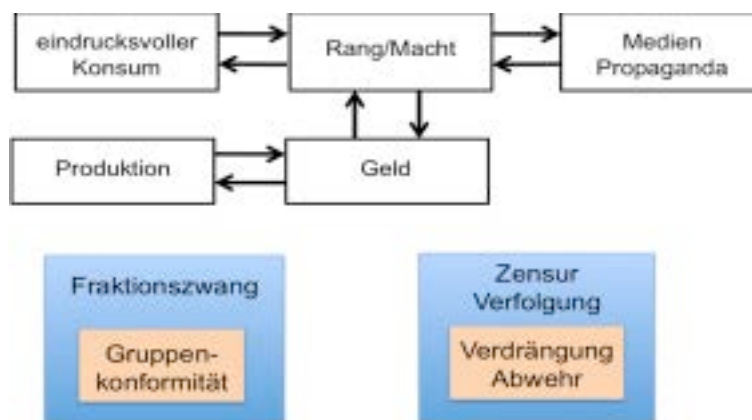 eindrucksvoller
Konsum
Rang/Macht
Medien
Propaganda
Produktion
Geld
Fraktionszwang
Gruppen-
konformität
Zensur
Verfolgung
Verdrängung
Abwehr